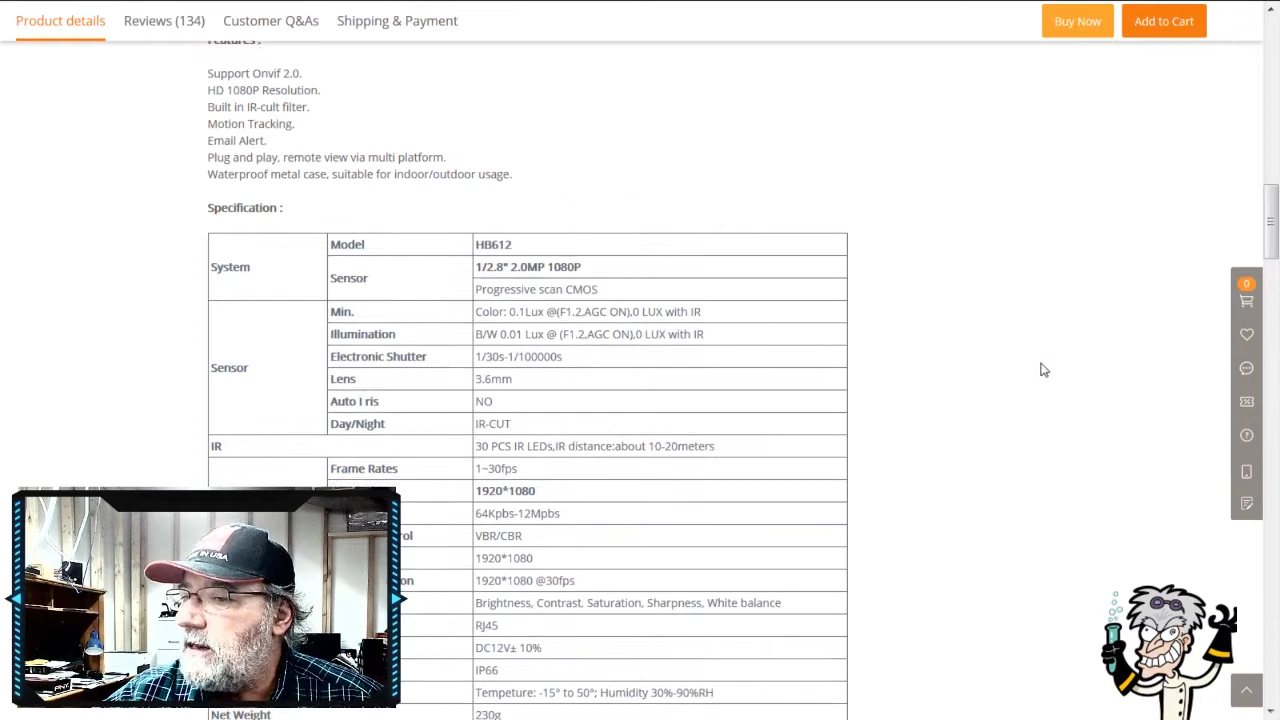 Product details Reviews (134) Customer Q&As Shipping & Payment Buy Now Add to Cart
Features :
Support Onvif 2.0.
HD 1080P Resolution.
Built in IR-cult filter.
Motion Tracking.
Email Alert.
Plug and play, remote view via multi platform.
Waterproof metal case, suitable for indoor/outdoor usage.
Specification :
System Model HB612
Sensor 1/2.8" 2.0MP 1080P
Progressive scan CMOS
Sensor Min. Color: 0.1Lux @(F1.2,AGC ON),0 LUX with IR
Illumination B/W 0.01 Lux @ (F1.2,AGC ON),0 LUX with IR
Electronic Shutter 1/30s-1/100000s
Lens 3.6mm
Auto I ris NO
Day/Night IR-CUT
IR 30 PCS IR LEDs,IR distance:about 10-20meters
Frame Rates 1~30fps
1920*1080
64Kpbs-12Mpbs
VBR/CBR
1920*1080
1920*1080 @30fps
Brightness, Contrast, Saturation, Sharpness, White balance
RJ45
DC12V± 10%
IP66
Tempeture: -15° to 50°; Humidity 30%-90%RH
Net Weight 230g
0
IN USA
PNY